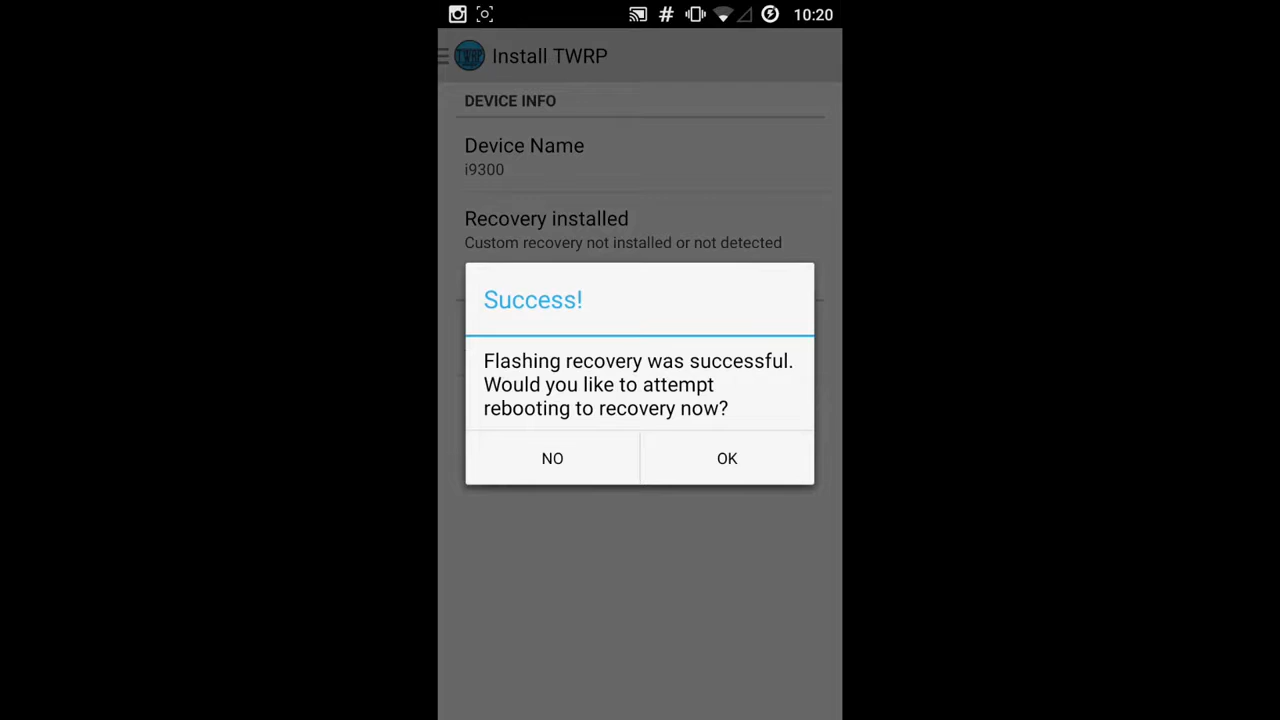 10:20
TWRP Install TWRP
DEVICE INFO
Device Name
i9300
Recovery installed
Custom recovery not installed or not detected
Success!
Flashing recovery was successful.
Would you like to attempt
rebooting to recovery now?
NO OK